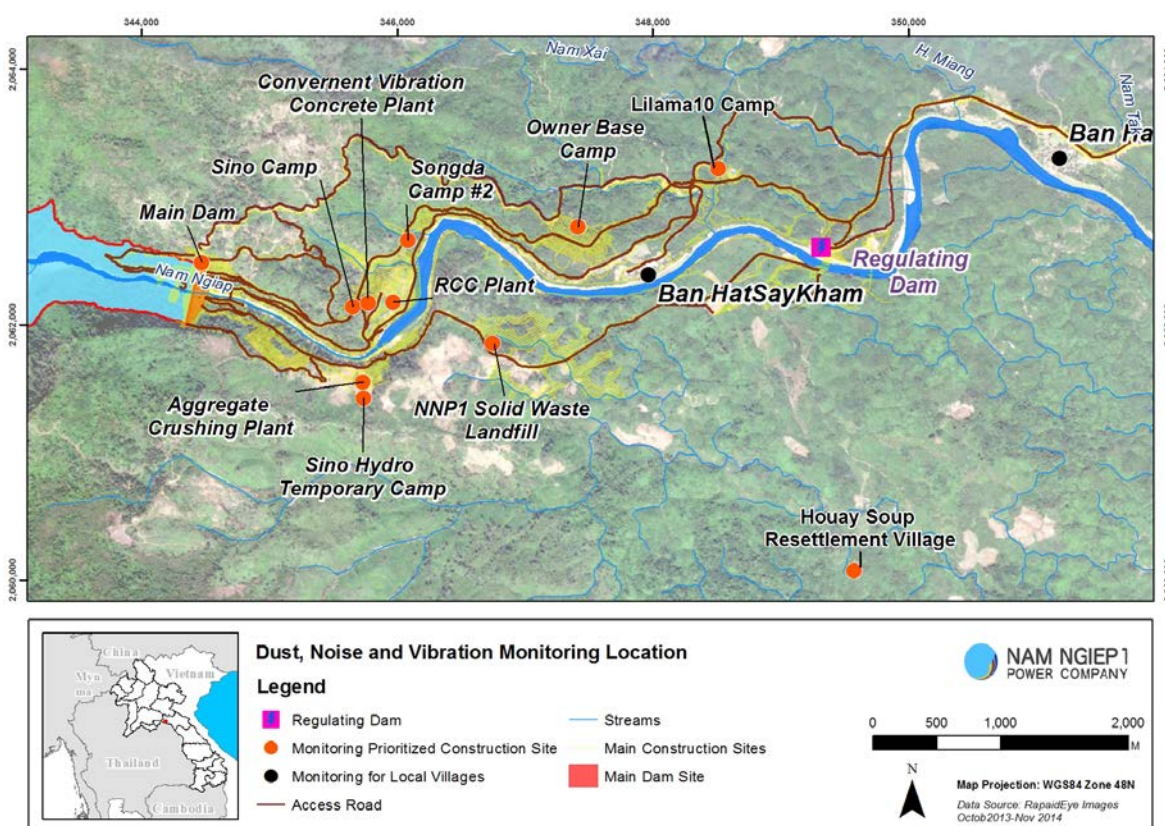 344,000
346,000
348,000
350,000
2,064,000
2,062,000
2,060,000
Nam Xai
H. Miang
Nam Tak
Convernent Vibration
Concrete Plant
Lilama10 Camp
Owner Base
Camp
Ban Ha
Sino Camp
Songda
Camp #2
Main Dam
Nam Ngiap
RCC Plant
Ban HatSayKham
Regulating
Dam
Aggregate
Crushing Plant
NNP1 Solid Waste
Landfill
Sino Hydro
Temporary Camp
Houay Soup
Resettlement Village
China
Myn
ma
Vietnam
Thailand
Cambodia
Dust, Noise and Vibration Monitoring Location
Legend
Regulating Dam
Monitoring Prioritized Construction Site
Monitoring for Local Villages
Access Road
Streams
Main Construction Sites
Main Dam Site
NAM NGIEP 1
POWER COMPANY
0 500 1,000 2,000
M
N
Map Projection: WGS84 Zone 48N
Data Source: RapaidEye Images
Octob2013-Nov 2014